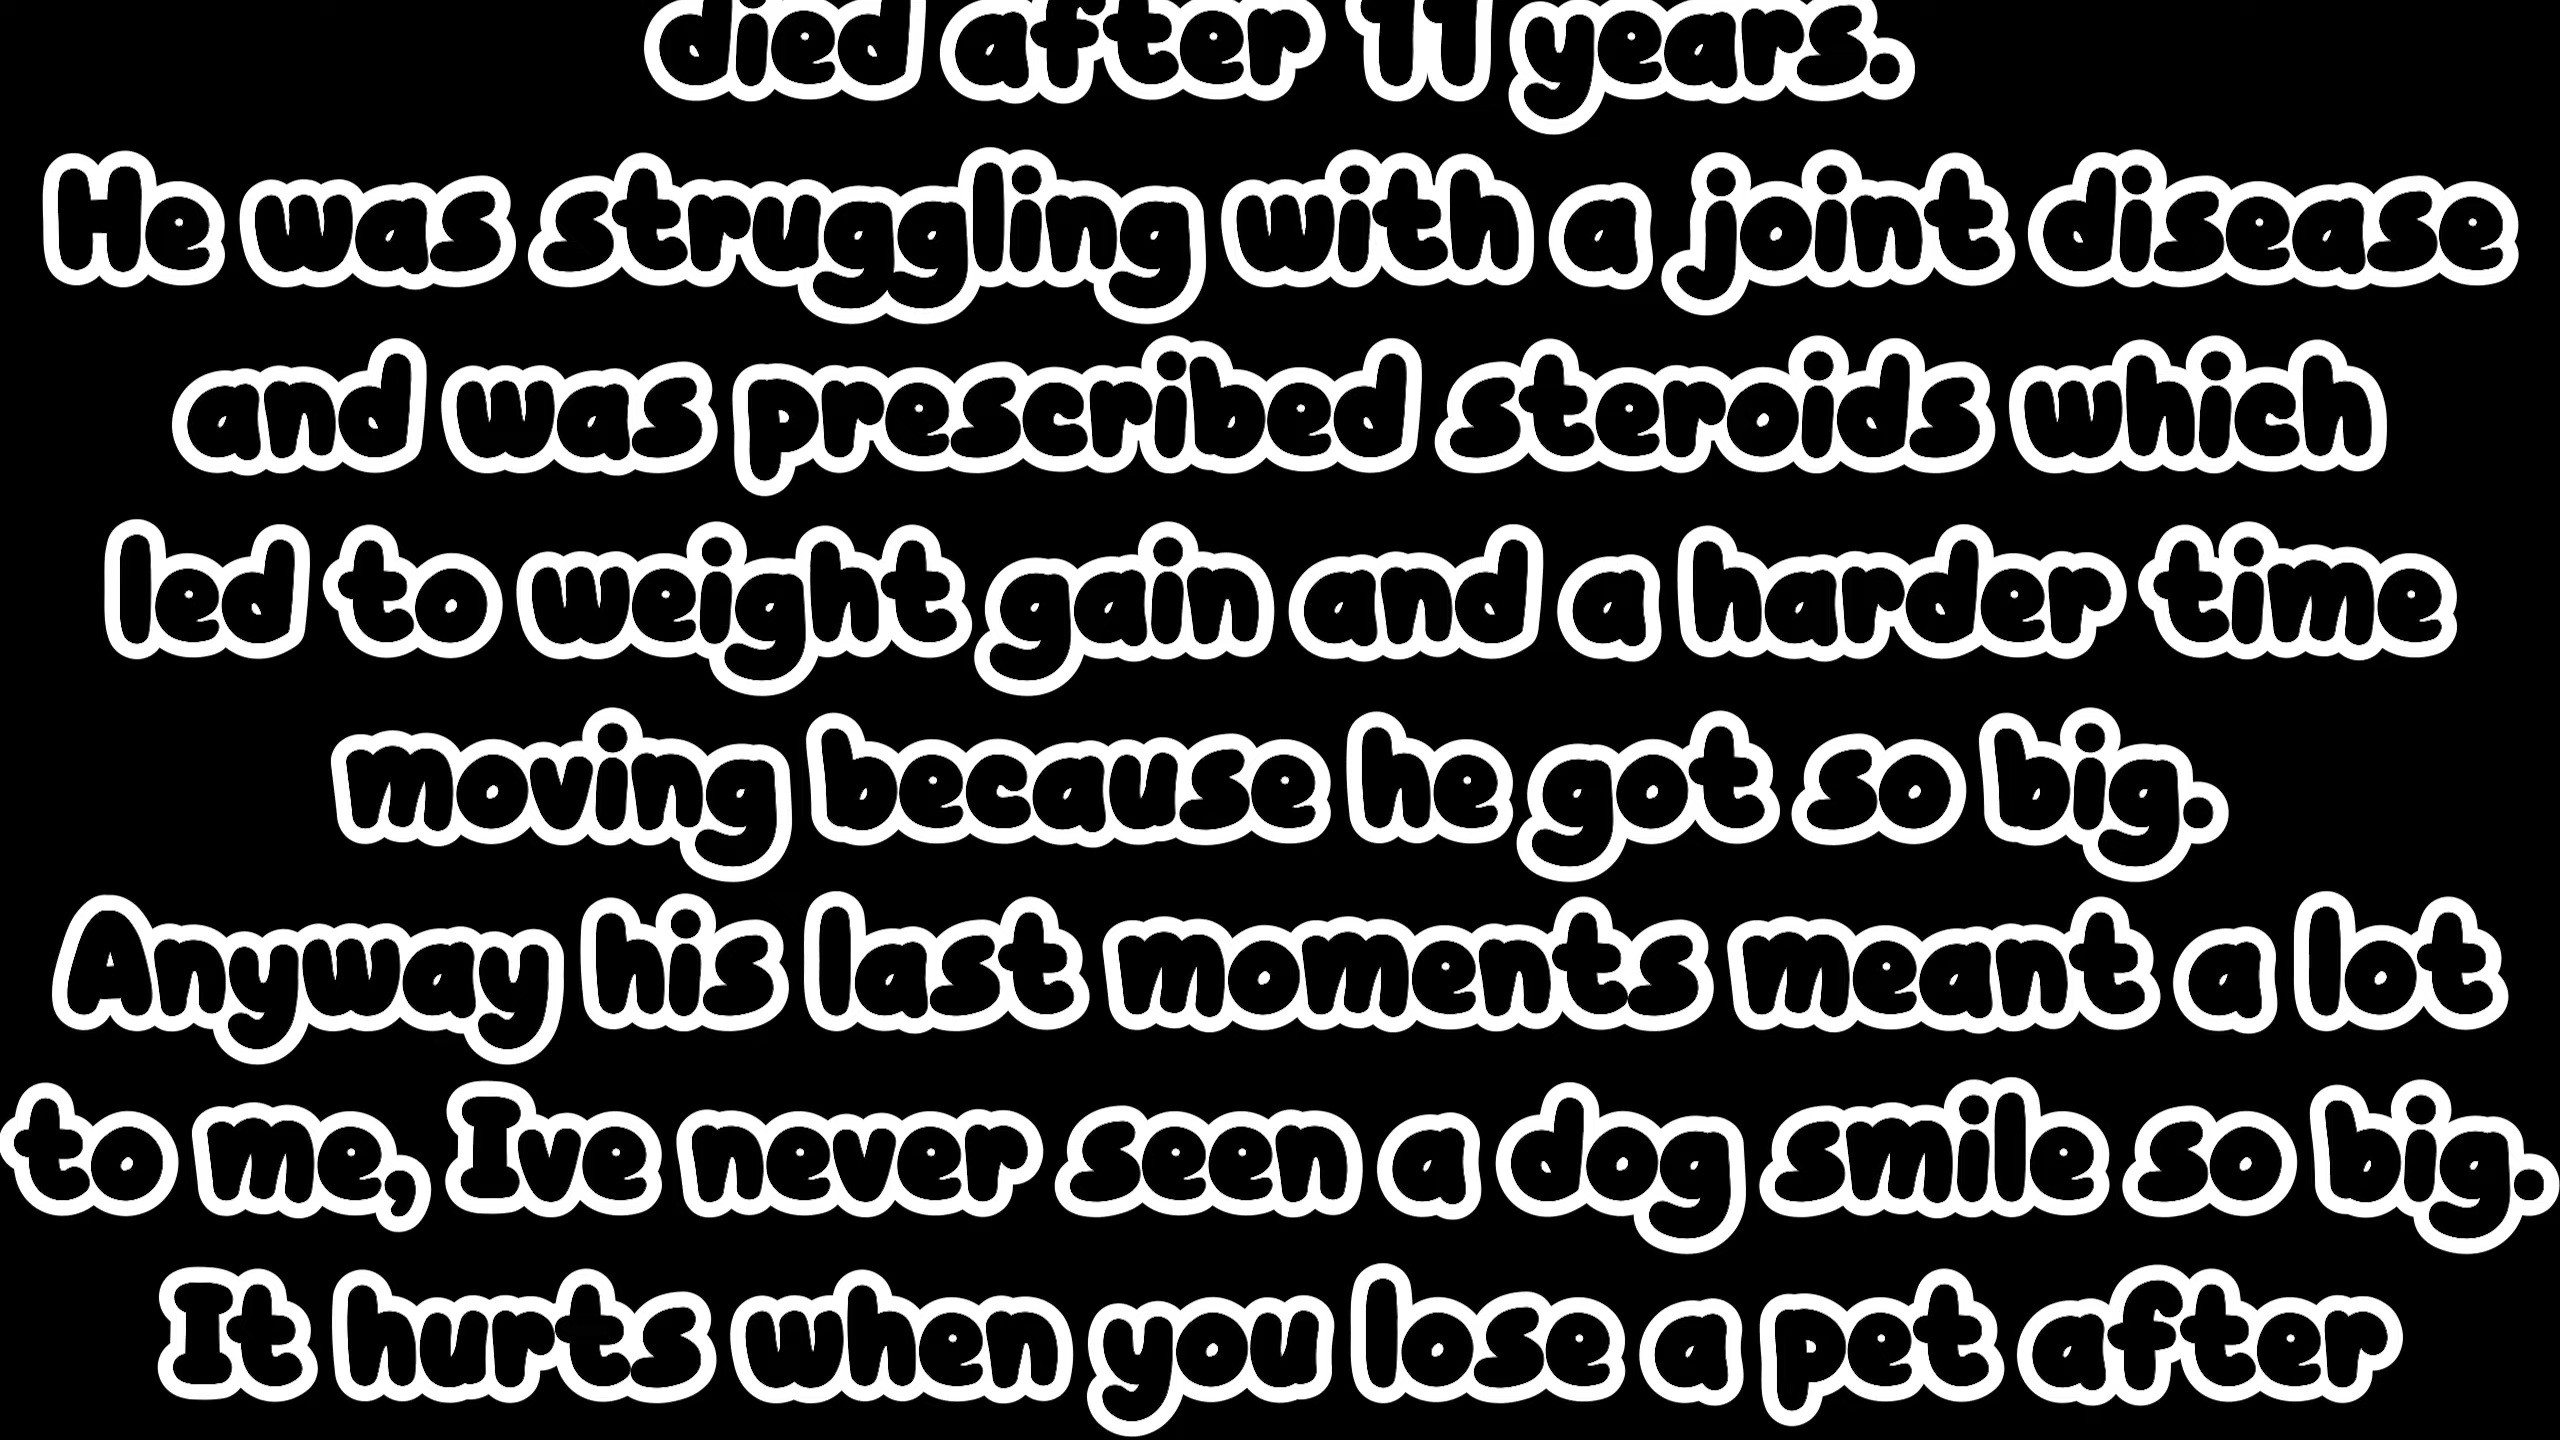 died after 11 years.
He was struggling with a joint disease
and was prescribed steroids which
led to weight gain and a harder time
moving because he got so big.
Anyway his last moments meant a lot
to me, Ive never seen a dog smile so big.
It hurts when you lose a pet after